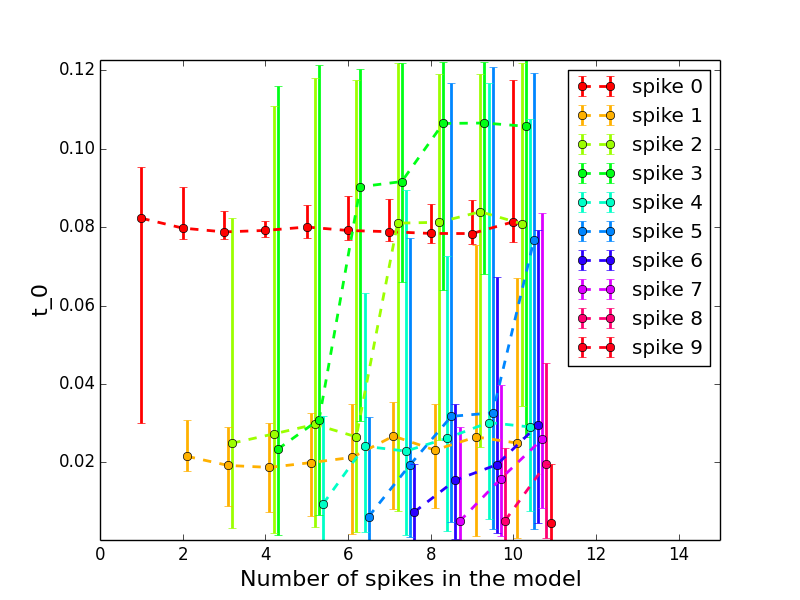 0.12
0.10
0.08
0.06
0.04
0.02
t_0
0 2 4 6 8 10 12 14
Number of spikes in the model
spike 0
spike 1
spike 2
spike 3
spike 4
spike 5
spike 6
spike 7
spike 8
spike 9